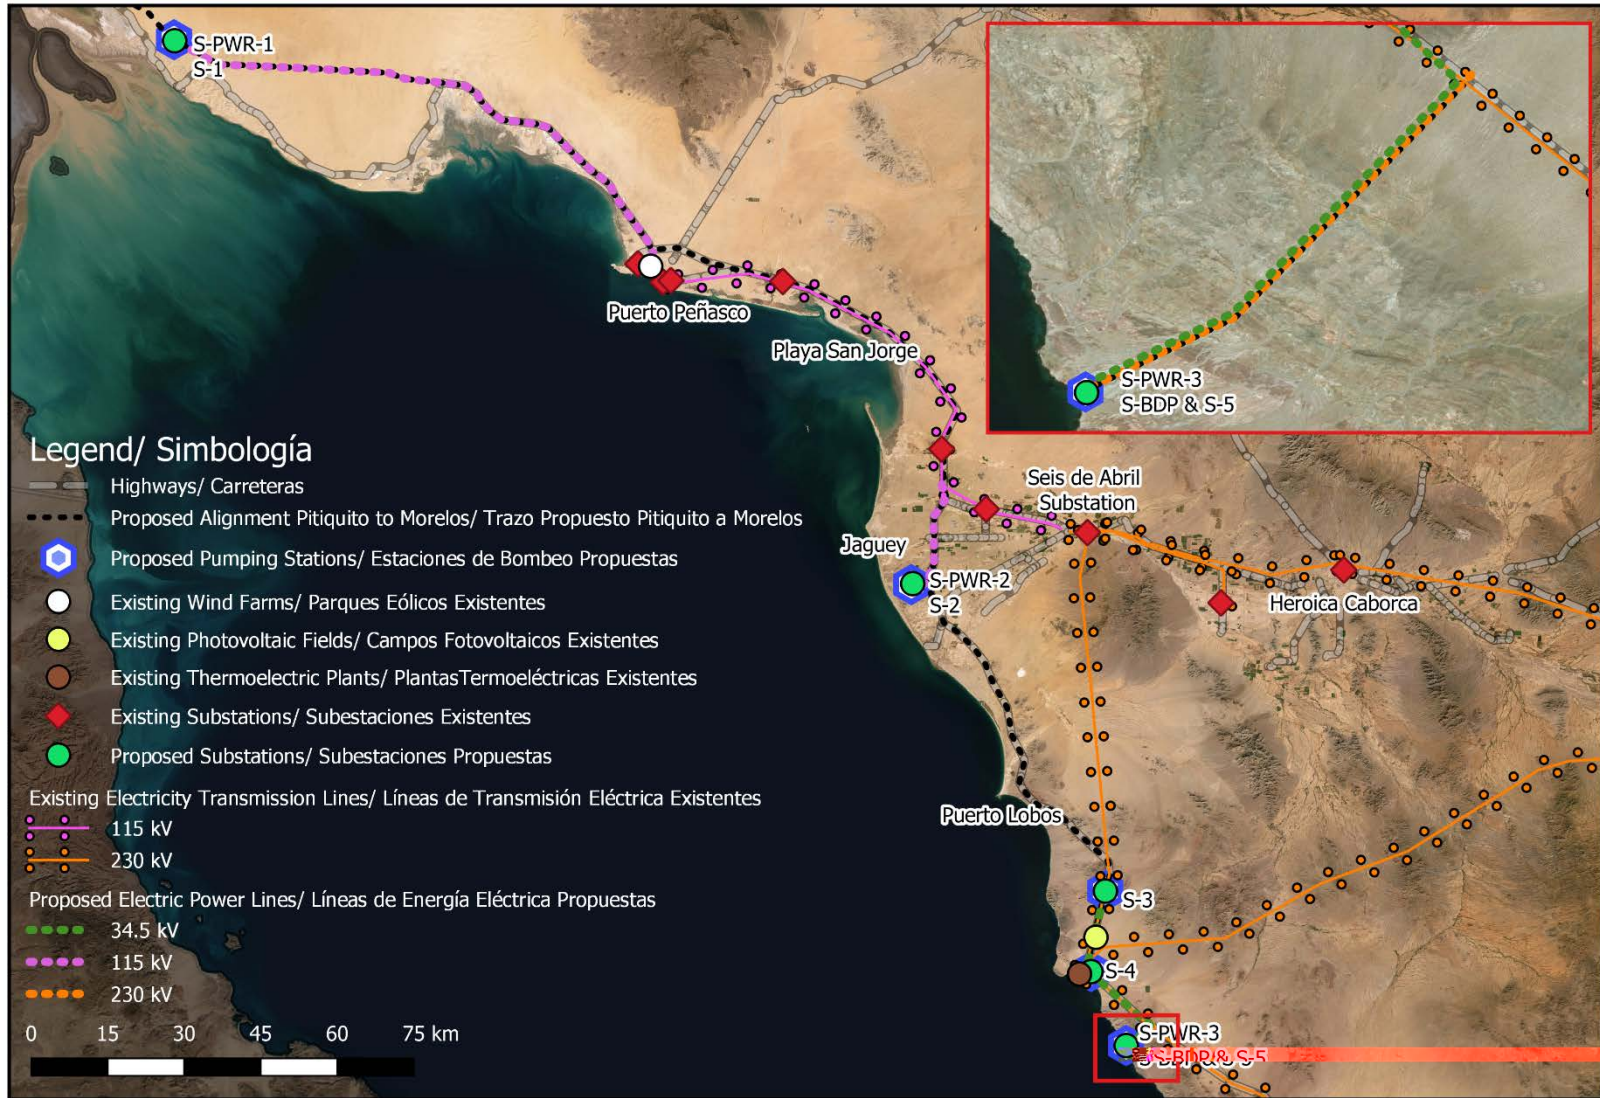 S-PWR-1
S-1
S-PWR-3
S-BDP & S-5
Puerto Peñasco
Playa San Jorge
Legend/ Simbología
Highways/ Carreteras
Proposed Alignment Pitiquito to Morelos/ Trazo Propuesto Pitiquito a Morelos
Proposed Pumping Stations/ Estaciones de Bombeo Propuestas
Existing Wind Farms/ Parques Eólicos Existentes
Existing Photovoltaic Fields/ Campos Fotovoltaicos Existentes
Existing Thermoelectric Plants/ PlantasTermoeléctricas Existentes
Existing Substations/ Subestaciones Existentes
Proposed Substations/ Subestaciones Propuestas
Existing Electricity Transmission Lines/ Líneas de Transmisión Eléctrica Existentes
115 kV
230 kV
Proposed Electric Power Lines/ Líneas de Energía Eléctrica Propuestas
34.5 kV
115 kV
230 kV
0 15 30 45 60 75 km
Seis de Abril
Substation
Jaguey
S-PWR-2
S-2
Heroica Caborca
Puerto Lobos
S-3
S-4
S-PWR-3
S-BDP & S-5